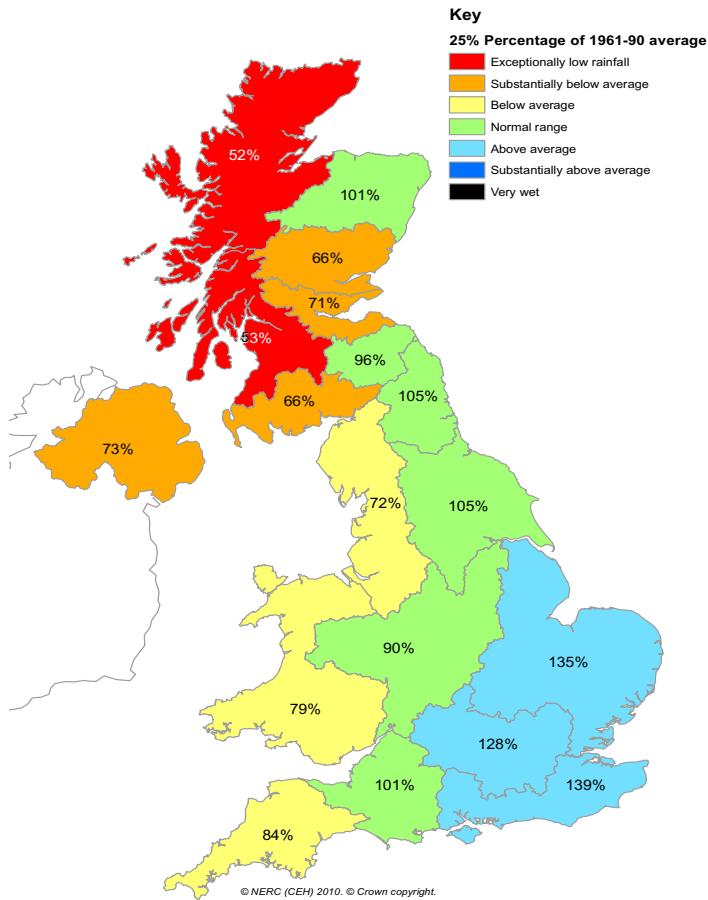 Key
25% Percentage of 1961-90 average
Exceptionally low rainfall
Substantially below average
Below average
Normal range
Above average
Substantially above average
Very wet
52%
101%
66%
71%
53%
96%
66%
105%
73%
72%
105%
90%
135%
79%
128%
139%
101%
84%
© NERC (CEH) 2010. © Crown copyright.